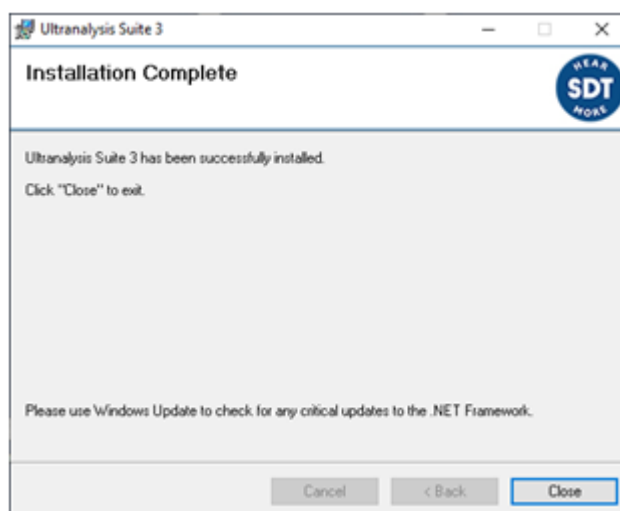 Ultranalysis Suite 3
Installation Complete
HEAR
SDT
MORE
Ultranalysis Suite 3 has been successfully installed.
Click "Close" to exit.
Please use Windows Update to check for any critical updates to the .NET Framework.
Cancel
< Back
Close